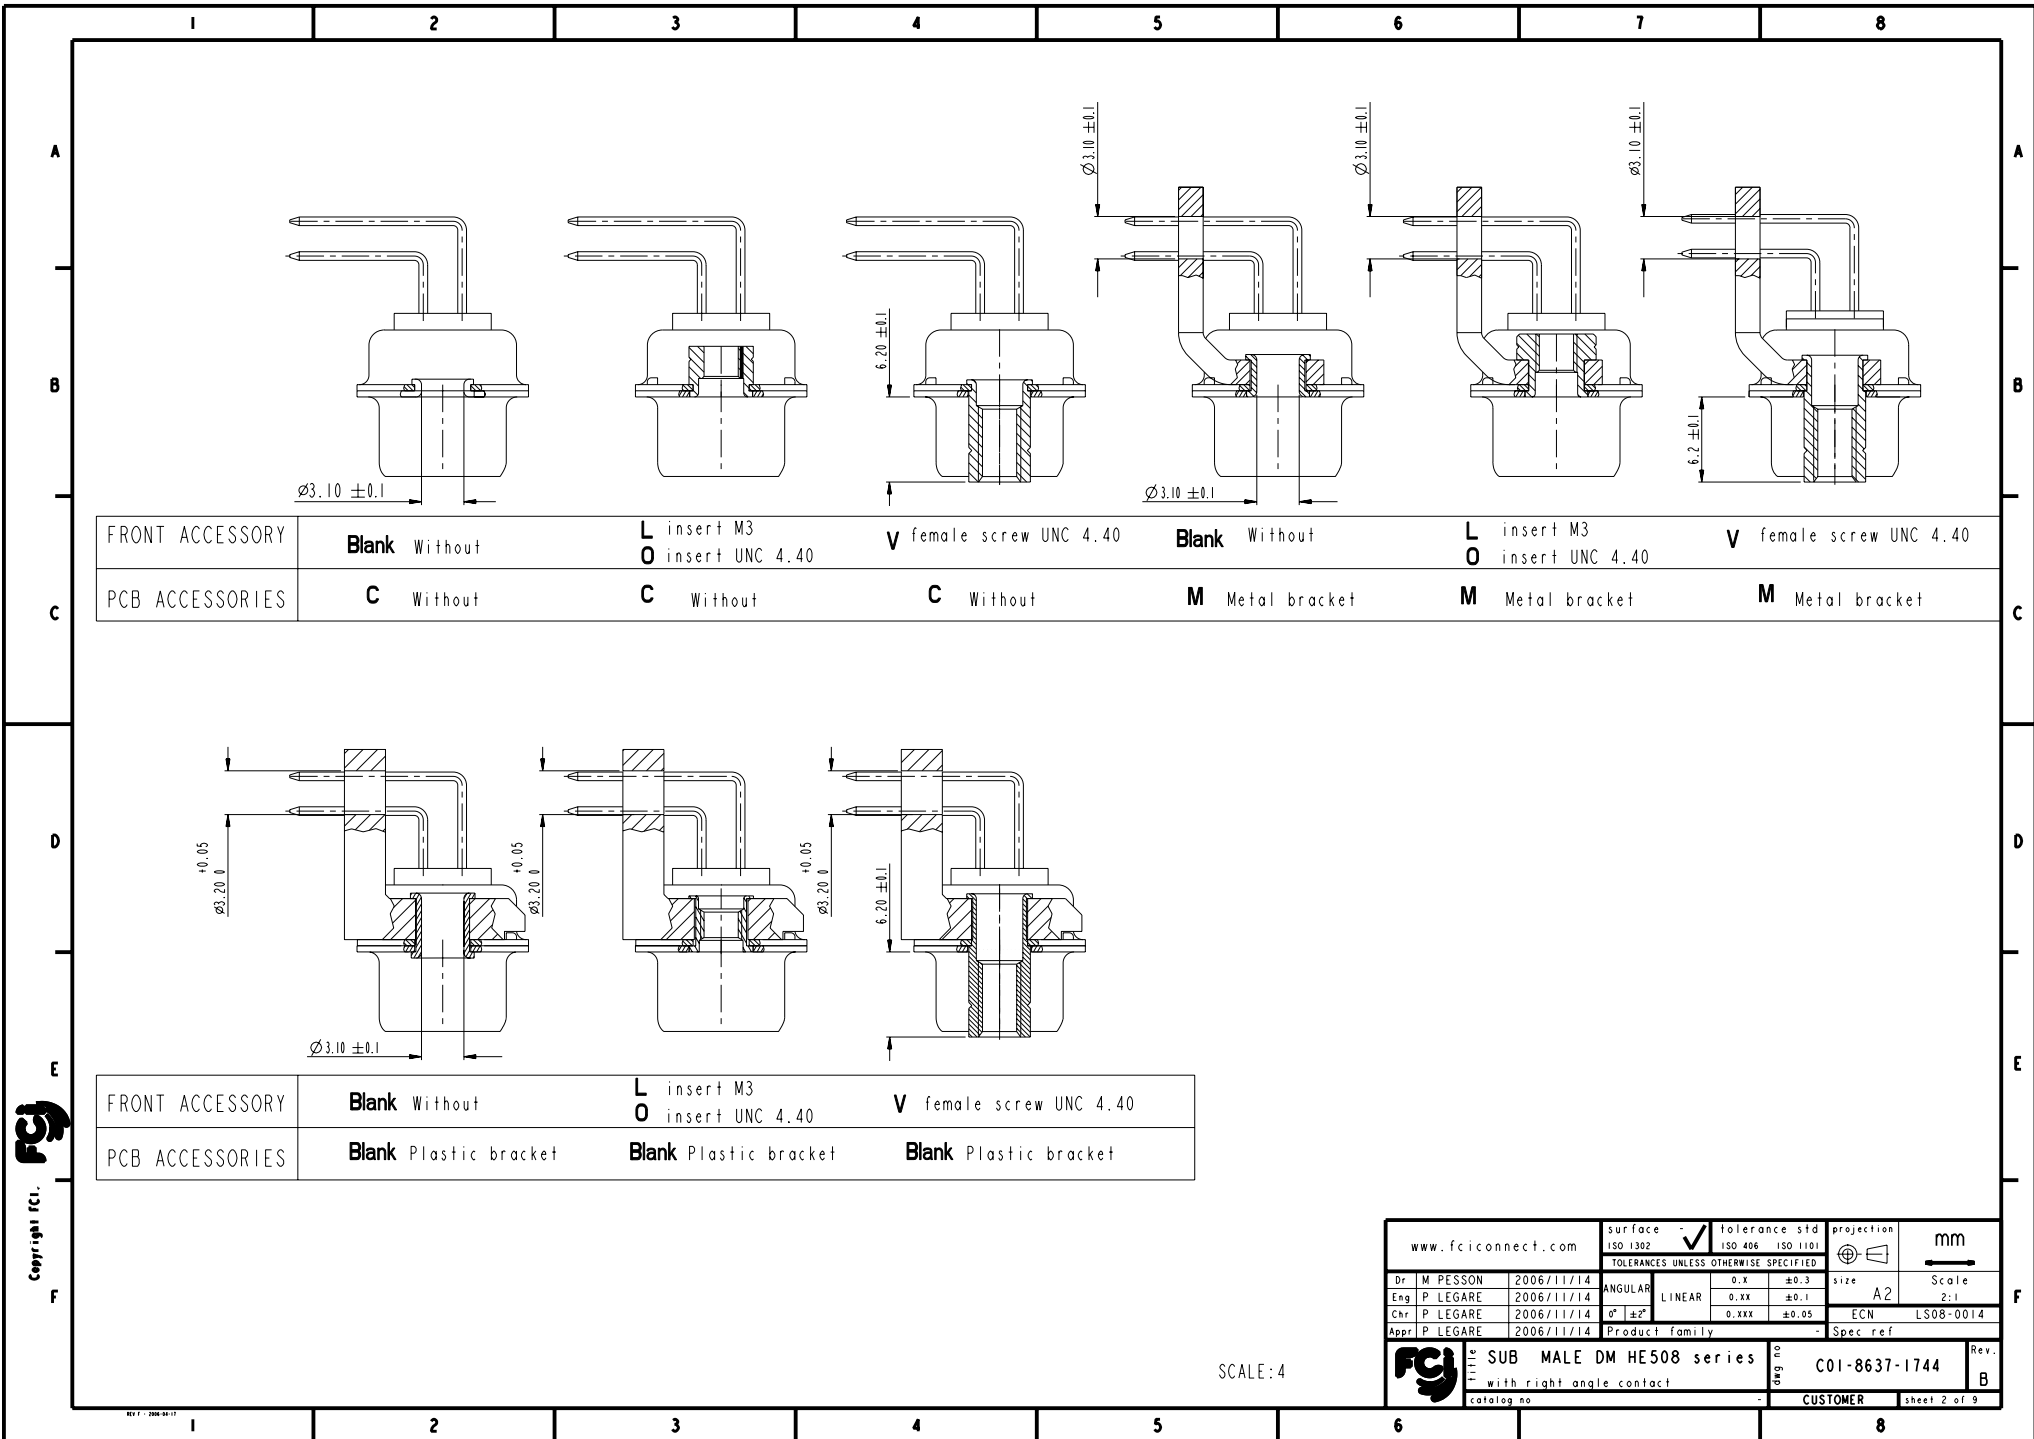 1 2 3 4 5 6 7 8
A A
Ø3.10 ±0.1 Ø3.10 ±0.1 Ø3.10 ±0.1
6.20 ±0.1
B B
6.2 ±0.1
Ø3.10 ±0.1 Ø3.10 ±0.1
FRONT ACCESSORY
Blank Without
L insert M3
O insert UNC 4.40
V female screw UNC 4.40
Blank Without
L insert M3
O insert UNC 4.40
V female screw UNC 4.40
PCB ACCESSORIES
C Without
C Without
C Without
M Metal bracket
M Metal bracket
M Metal bracket
C C
D D
Ø3.20 +0.05 0
Ø3.20 +0.05 0
Ø3.20 +0.05 0
6.20 ±0.1
Ø3.10 ±0.1
E E
FRONT ACCESSORY
Blank Without
L insert M3
O insert UNC 4.40
V female screw UNC 4.40
PCB ACCESSORIES
Blank Plastic bracket
Blank Plastic bracket
Blank Plastic bracket
FCi
Copyright FCI.
F F
SCALE:4
www.fciconnect.com
surface -
ISO 1302
tolerance std
ISO 406 ISO 1101
projection
mm
TOLERANCES UNLESS OTHERWISE SPECIFIED
Dr M PESSON 2006/11/14
Eng P LEGARE 2006/11/14
Chr P LEGARE 2006/11/14
Appr P LEGARE 2006/11/14
ANGULAR
0° ±2°
LINEAR
0.X ±0.3
0.XX ±0.1
0.XXX ±0.05
size A2
Scale 2:1
ECN LS08-0014
Product family -
Spec ref
FCi
title
SUB MALE DM HE508 series
with right angle contact
dwg no
C01-8637-1744
Rev.
B
catalog no -
CUSTOMER
sheet 2 of 9
REV F - 2006-04-17
1 2 3 4 5 6 8